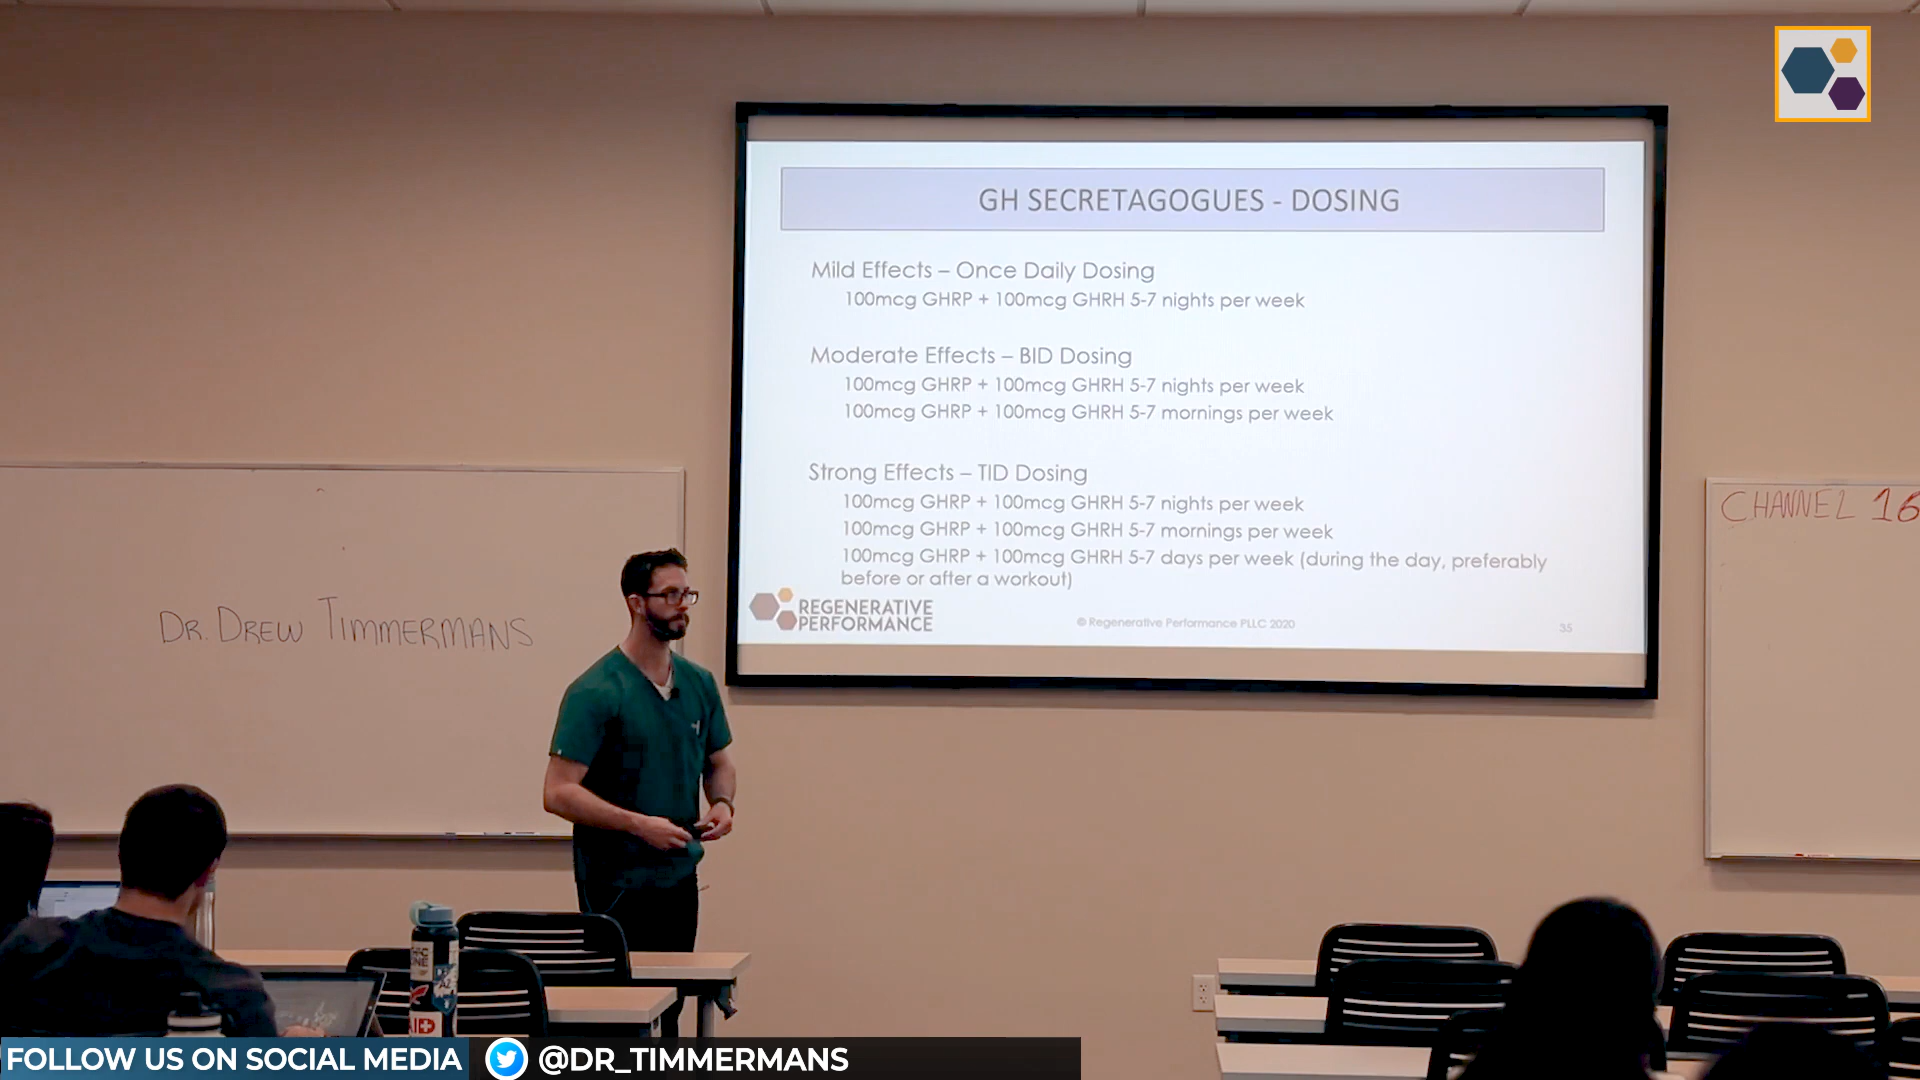 GH SECRETAGOGUES - DOSING
Mild Effects – Once Daily Dosing
100mcg GHRP + 100mcg GHRH 5-7 nights per week
Moderate Effects – BID Dosing
100mcg GHRP + 100mcg GHRH 5-7 nights per week
100mcg GHRP + 100mcg GHRH 5-7 mornings per week
Strong Effects – TID Dosing
100mcg GHRP + 100mcg GHRH 5-7 nights per week
100mcg GHRP + 100mcg GHRH 5-7 mornings per week
100mcg GHRP + 100mcg GHRH 5-7 days per week (during the day, preferably
before or after a workout)
REGENERATIVE
PERFORMANCE
© Regenerative Performance PLLC 2020
35
CHANNEL 16
DR. DREW TIMMERMANS
AID
FOLLOW US ON SOCIAL MEDIA
@DR_TIMMERMANS